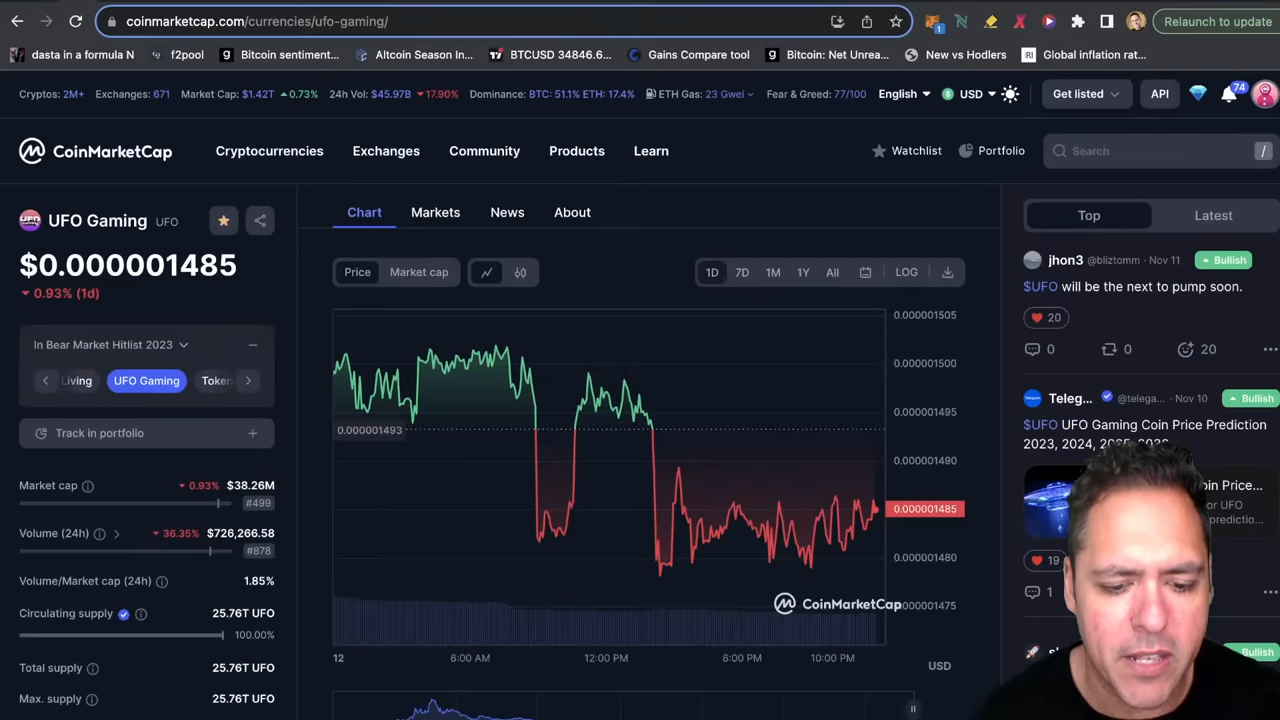 coinmarketcap.com/currencies/ufo-gaming/
1
Relaunch to update
dasta in a formula N
f2pool
Bitcoin sentiment...
Altcoin Season In...
BTCUSD 34846.6...
Gains Compare tool
Bitcoin: Net Unrea...
New vs Hodlers
RI Global inflation rat...
Cryptos: 2M+ Exchanges: 671 Market Cap: $1.42T 0.73% 24h Vol: $45.97B 17.90% Dominance: BTC: 51.1% ETH: 17.4% ETH Gas: 23 Gwei Fear & Greed: 77/100
English
USD
Get listed
API
74
CoinMarketCap
Cryptocurrencies
Exchanges
Community
Products
Learn
Watchlist
Portfolio
Search
/
UFO Gaming UFO
$0.000001485
0.93% (1d)
In Bear Market Hitlist 2023
Living
UFO Gaming
Token
Track in portfolio
Market cap 0.93% $38.26M
#499
Volume (24h) 36.35% $726,266.58
#878
Volume/Market cap (24h) 1.85%
Circulating supply 25.76T UFO
100.00%
Total supply 25.76T UFO
Max. supply 25.76T UFO
Chart
Markets
News
About
Price
Market cap
1D
7D
1M
1Y
All
LOG
0.000001505
0.000001500
0.000001495
0.000001493
0.000001490
0.000001485
0.000001480
CoinMarketCap
0.000001475
12
6:00 AM
12:00 PM
6:00 PM
10:00 PM
USD
Top
Latest
jhon3 @bliztomm · Nov 11 Bullish
$UFO will be the next to pump soon.
20
0
0
20
Teleg... @telega... · Nov 10 Bullish
$UFO UFO Gaming Coin Price Prediction
2023, 2024, 2025, 2030
oin Price...
or UFO
predictio...
19
1
Bullish